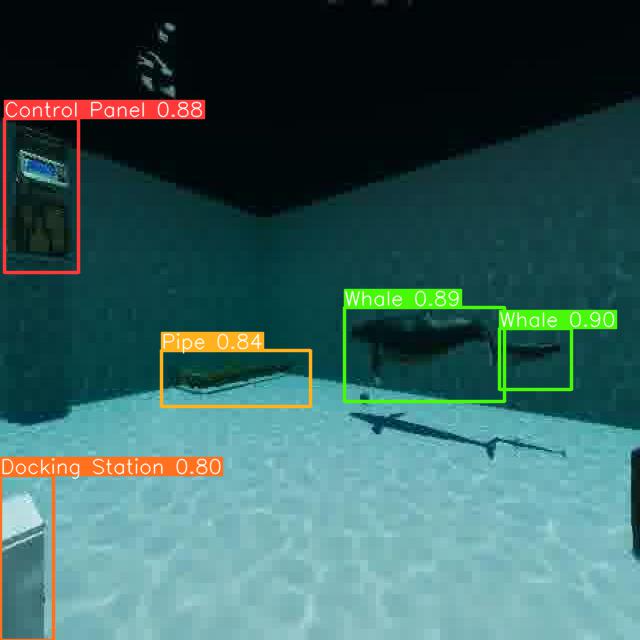 Control Panel 0.88
Whale 0.89
Whale 0.90
Pipe 0.84
Docking Station 0.80